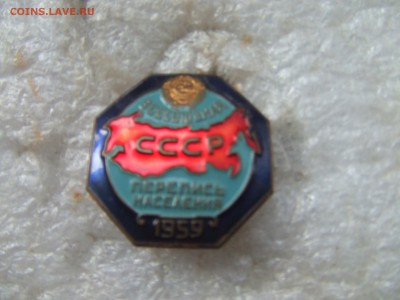 COINS.LAVE.RU
ВСЕСОЮЗНАЯ
СССР
ПЕРЕПИСЬ
НАСЕЛЕНИЯ
1959